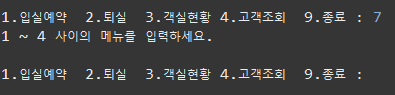 1.입실예약 2.퇴실 3.객실현황 4.고객조회 9.종료 : 7
1 ~ 4 사이의 메뉴를 입력하세요.
1.입실예약 2.퇴실 3.객실현황 4.고객조회 9.종료 :